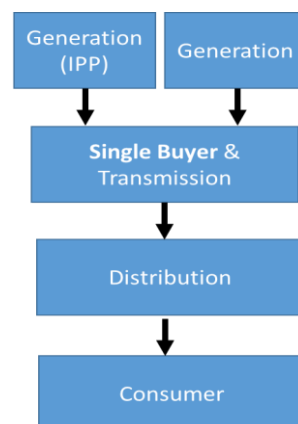 Generation
(IPP)
Generation
Single Buyer &
Transmission
Distribution
Consumer